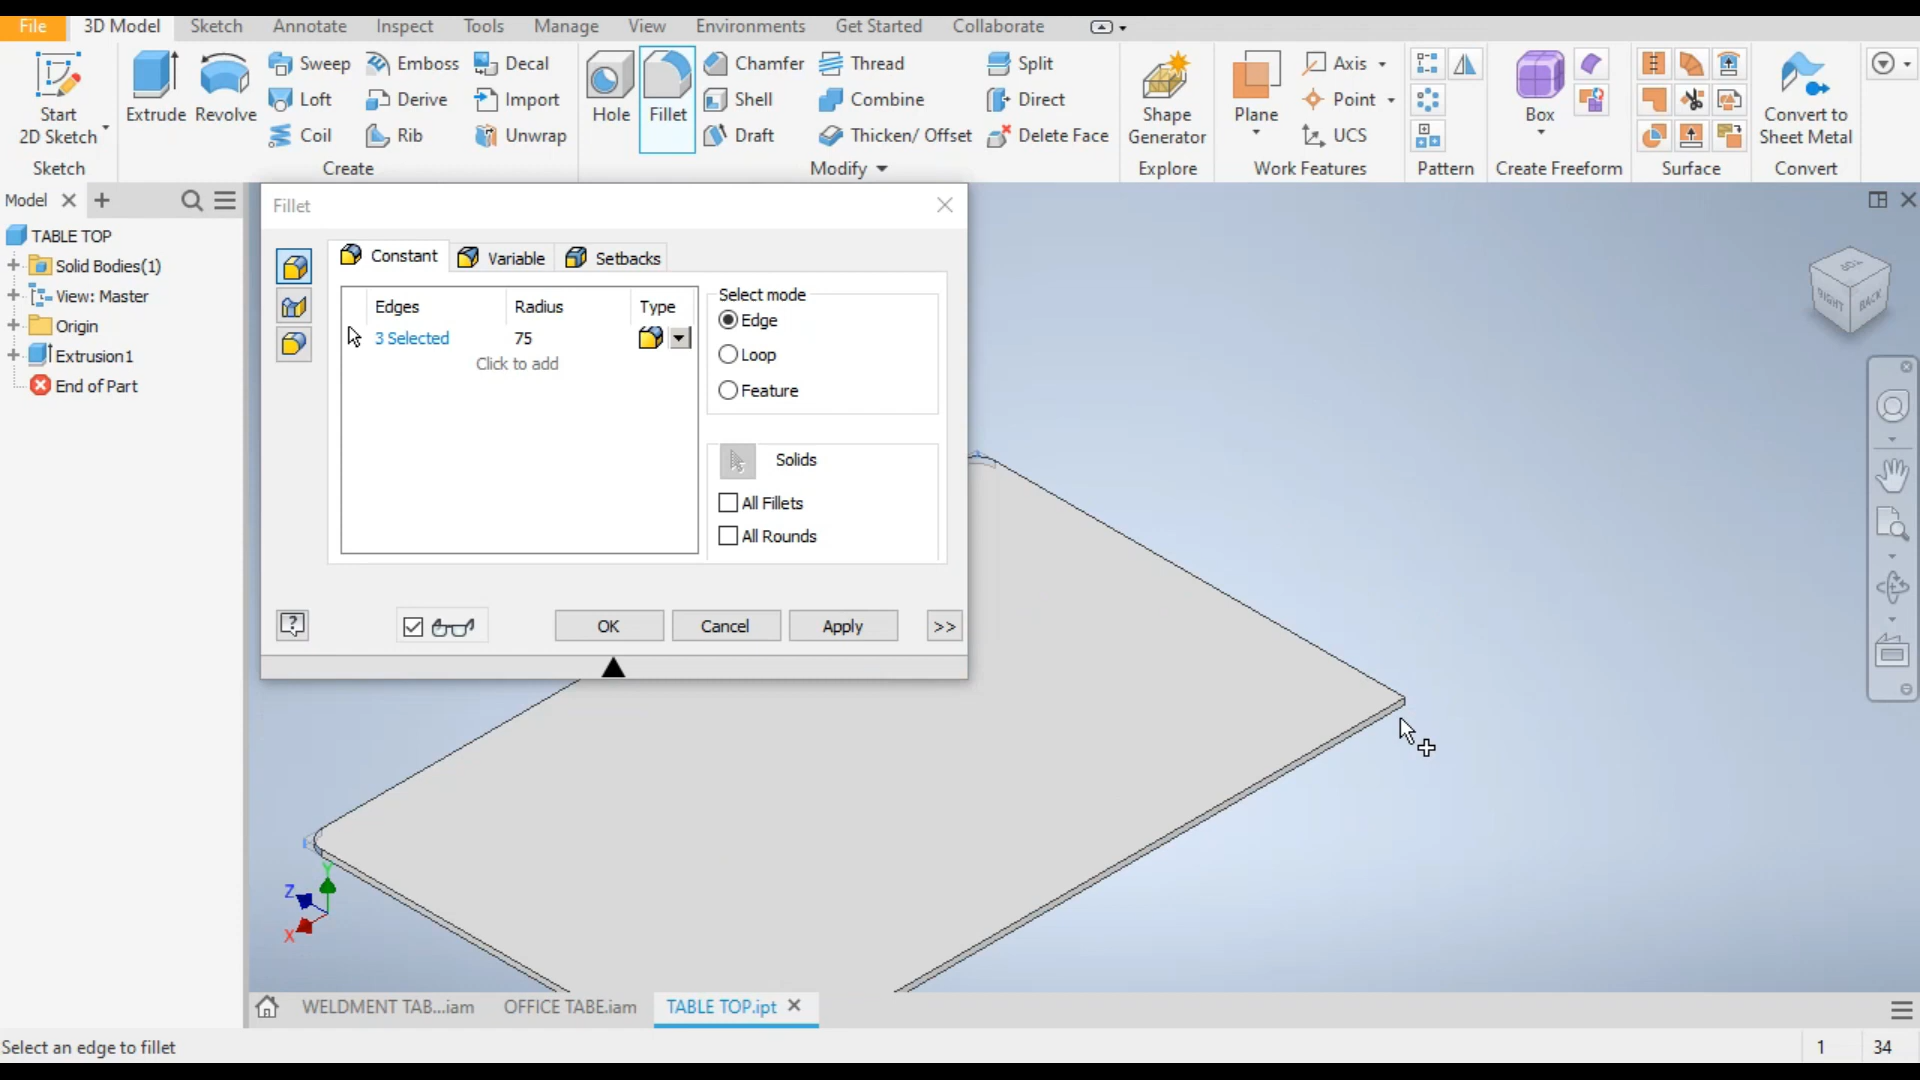 File 3D Model Sketch Annotate Inspect Tools Manage View Environments Get Started Collaborate
Start
2D Sketch
Extrude
Revolve
Sweep
Loft
Coil
Emboss
Derive
Rib
Decal
Import
Unwrap
Hole
Fillet
Chamfer
Shell
Draft
Thread
Combine
Thicken/ Offset
Split
Direct
Delete Face
Shape
Generator
Plane
Axis
Point
UCS
Box
Convert to
Sheet Metal
Sketch Create Modify Explore Work Features Pattern Create Freeform Surface Convert
Model
TABLE TOP
Solid Bodies(1)
View: Master
Origin
Extrusion1
End of Part
Fillet
Constant Variable Setbacks
Edges Radius Type
3 Selected 75
Click to add
Select mode
Edge
Loop
Feature
Solids
All Fillets
All Rounds
OK Cancel Apply >>
TOP
RIGHT BACK
Y
Z
X
WELDMENT TAB...iam OFFICE TABE.iam TABLE TOP.ipt
Select an edge to fillet 1 34